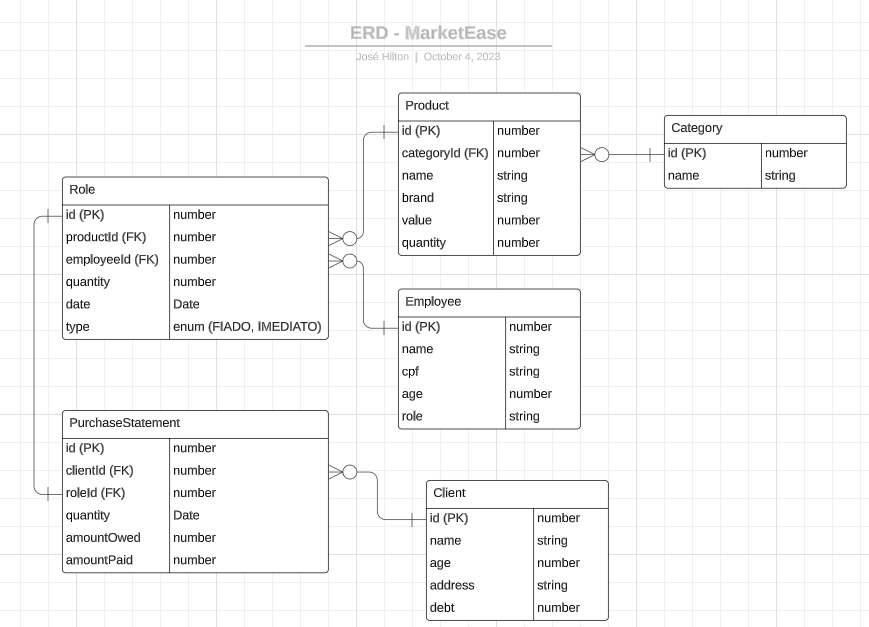 ERD - MarketEase
José Hilton | October 4, 2023
Product
id (PK) number
categoryId (FK) number
name string
brand string
value number
quantity number
Category
id (PK) number
name string
Role
id (PK) number
productId (FK) number
employeeId (FK) number
quantity number
date Date
type enum (FIADO, IMEDIATO)
Employee
id (PK) number
name string
cpf string
age number
role string
PurchaseStatement
id (PK) number
clientId (FK) number
roleId (FK) number
quantity Date
amountOwed number
amountPaid number
Client
id (PK) number
name string
age number
address string
debt number